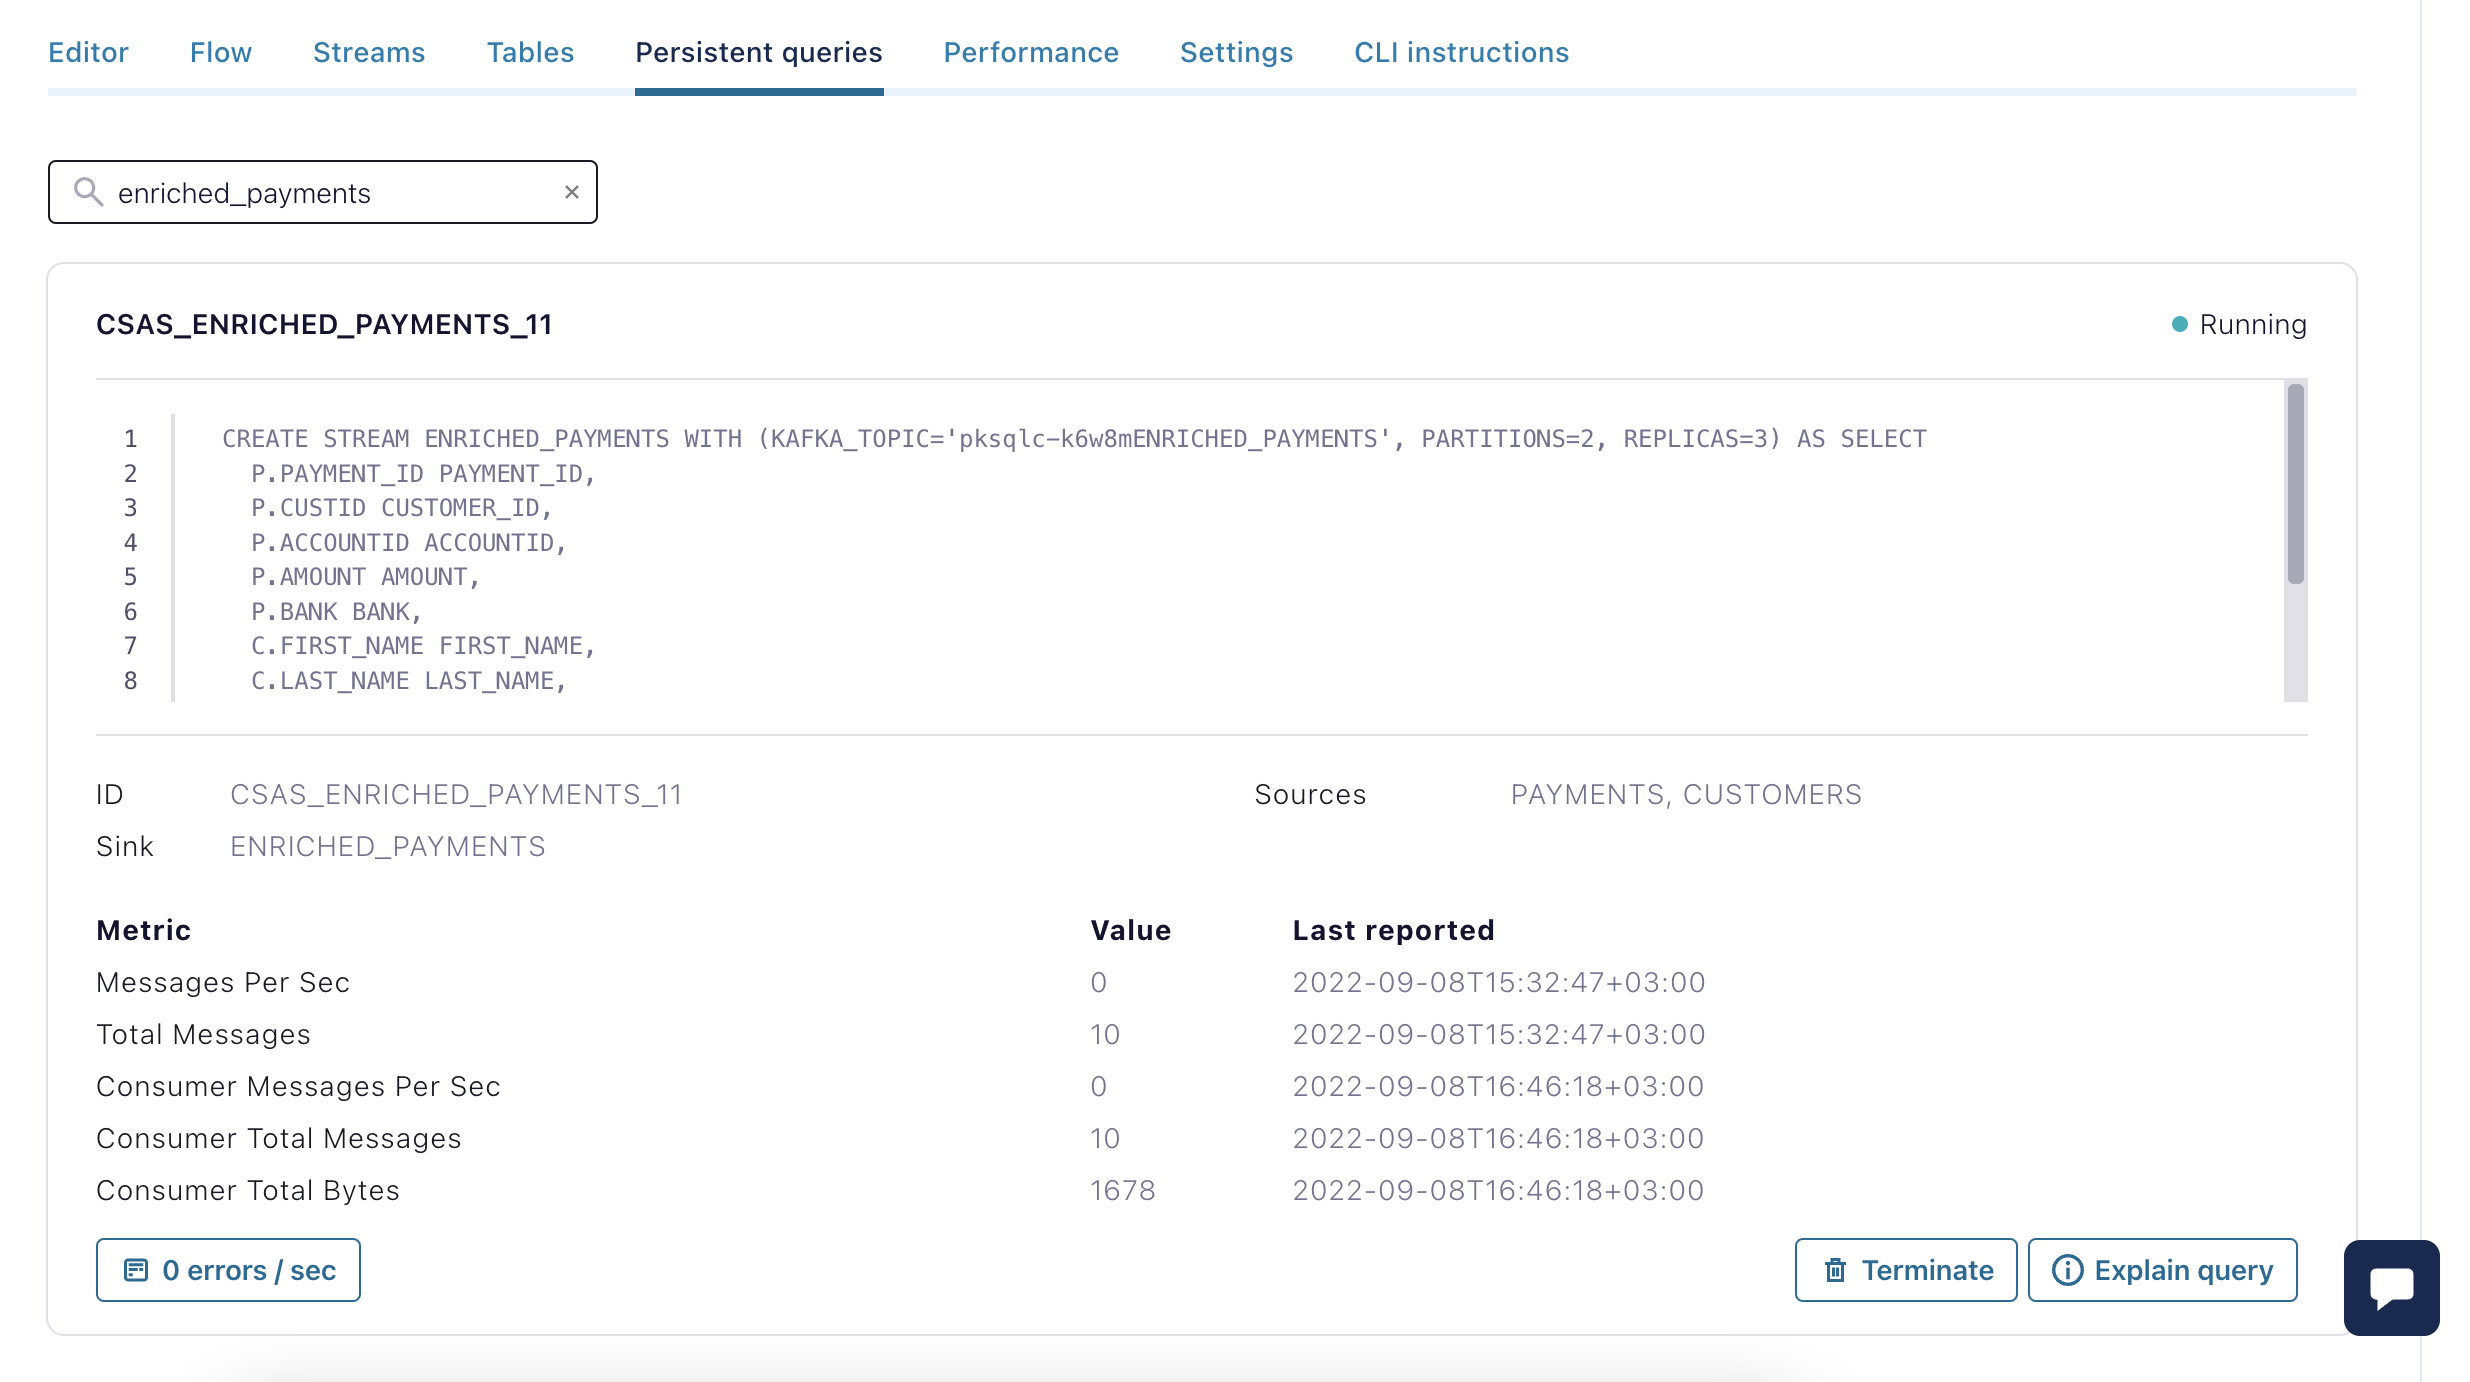 Editor Flow Streams Tables Persistent queries Performance Settings CLI instructions
enriched_payments ×
CSAS_ENRICHED_PAYMENTS_11 Running
1 CREATE STREAM ENRICHED_PAYMENTS WITH (KAFKA_TOPIC='pksqlc-k6w8mENRICHED_PAYMENTS', PARTITIONS=2, REPLICAS=3) AS SELECT
2 P.PAYMENT_ID PAYMENT_ID,
3 P.CUSTID CUSTOMER_ID,
4 P.ACCOUNTID ACCOUNTID,
5 P.AMOUNT AMOUNT,
6 P.BANK BANK,
7 C.FIRST_NAME FIRST_NAME,
8 C.LAST_NAME LAST_NAME,
ID CSAS_ENRICHED_PAYMENTS_11 Sources PAYMENTS, CUSTOMERS
Sink ENRICHED_PAYMENTS
Metric Value Last reported
Messages Per Sec 0 2022-09-08T15:32:47+03:00
Total Messages 10 2022-09-08T15:32:47+03:00
Consumer Messages Per Sec 0 2022-09-08T16:46:18+03:00
Consumer Total Messages 10 2022-09-08T16:46:18+03:00
Consumer Total Bytes 1678 2022-09-08T16:46:18+03:00
0 errors / sec Terminate Explain query